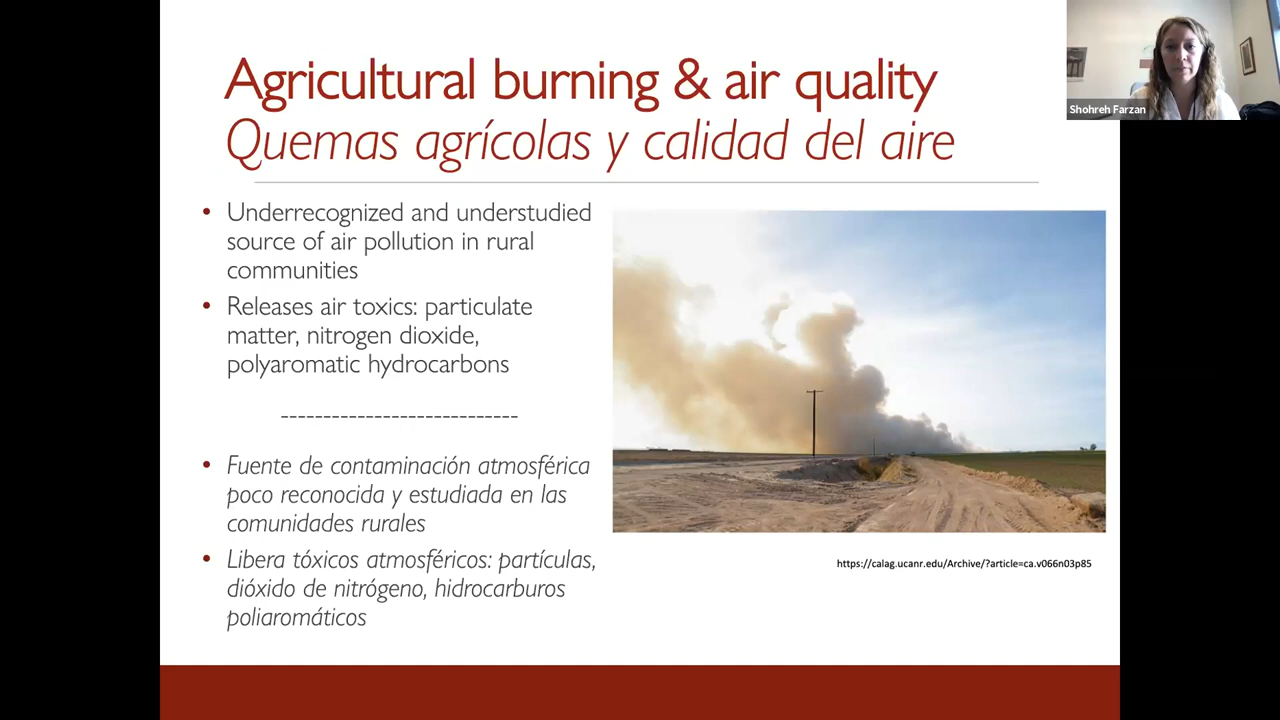 Agricultural burning & air quality
Quemas agrícolas y calidad del aire
Shohreh Farzan
• Underrecognized and understudied
source of air pollution in rural
communities
• Releases air toxics: particulate
matter, nitrogen dioxide,
polyaromatic hydrocarbons
----------------------------
• Fuente de contaminación atmosférica
poco reconocida y estudiada en las
comunidades rurales
• Libera tóxicos atmosféricos: partículas,
dióxido de nitrógeno, hidrocarburos
poliaromáticos
https://calag.ucanr.edu/Archive/?article=ca.v066n03p85